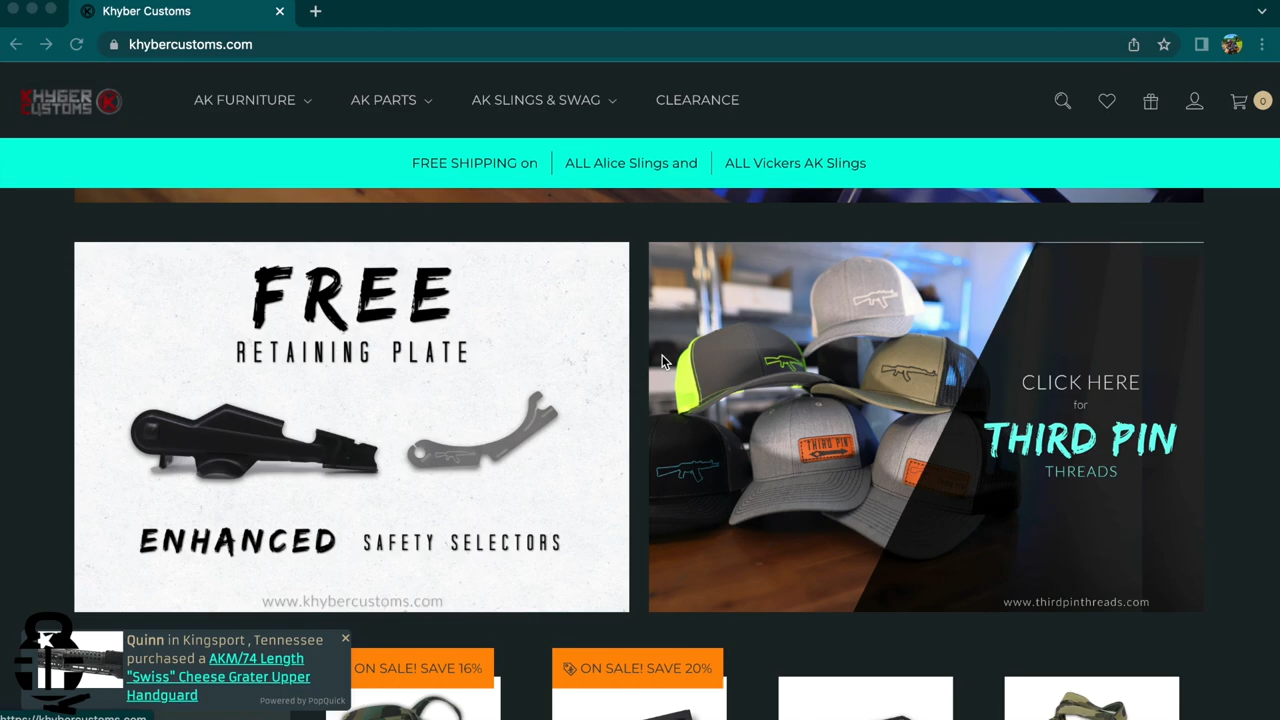 Khyber Customs
khybercustoms.com
KHYBER CUSTOMS K
AK FURNITURE
AK PARTS
AK SLINGS & SWAG
CLEARANCE
0
FREE SHIPPING on
ALL Alice Slings and
ALL Vickers AK Slings
FREE
RETAINING PLATE
ENHANCED SAFETY SELECTORS
www.khybercustoms.com
THIRD PIN
CLICK HERE
for
THIRD PIN
THREADS
www.thirdpinthreads.com
Quinn in Kingsport , Tennessee
purchased a AKM/74 Length
"Swiss" Cheese Grater Upper
Handguard
Powered by PopQuick
ON SALE! SAVE 16%
ON SALE! SAVE 20%